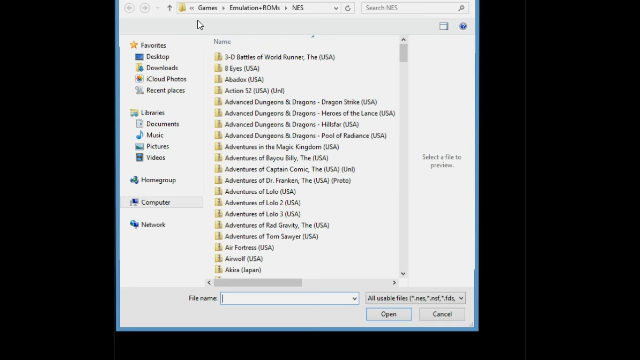 « Games › Emulation+ROMs › NES
Search NES
Favorites
Desktop
Downloads
iCloud Photos
Recent places
Libraries
Documents
Music
Pictures
Videos
Homegroup
Computer
Network
Name
3-D Battles of World Runner, The (USA)
8 Eyes (USA)
Abadox (USA)
Action 52 (USA) (Unl)
Advanced Dungeons & Dragons - Dragon Strike (USA)
Advanced Dungeons & Dragons - Heroes of the Lance (USA)
Advanced Dungeons & Dragons - Hillsfar (USA)
Advanced Dungeons & Dragons - Pool of Radiance (USA)
Adventures in the Magic Kingdom (USA)
Adventures of Bayou Billy, The (USA)
Adventures of Captain Comic, The (USA) (Unl)
Adventures of Dr. Franken, The (USA) (Proto)
Adventures of Lolo (USA)
Adventures of Lolo 2 (USA)
Adventures of Lolo 3 (USA)
Adventures of Rad Gravity, The (USA)
Adventures of Tom Sawyer (USA)
Air Fortress (USA)
Airwolf (USA)
Akira (Japan)
Select a file to
preview.
File name:
All usable files (*.nes,*.nsf,*.fds,
Open
Cancel